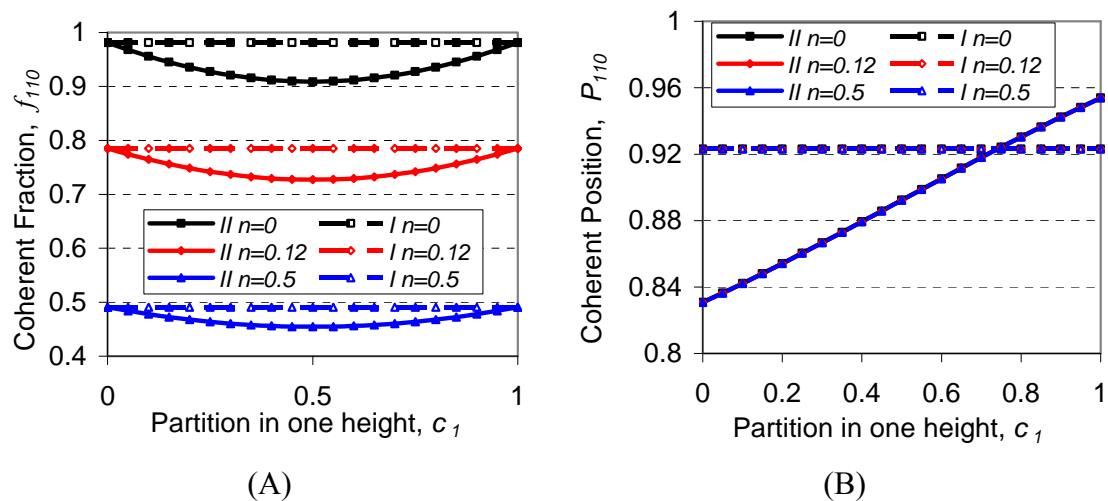 1
0.9
0.8
0.7
0.6
0.5
0.4
Coherent Fraction, f110
II n=0
I n=0
II n=0.12
I n=0.12
II n=0.5
I n=0.5
0
0.5
1
Partition in one height, c1
(A)
1
0.96
0.92
0.88
0.84
0.8
Coherent Position, P110
II n=0
I n=0
II n=0.12
I n=0.12
II n=0.5
I n=0.5
0
0.2
0.4
0.6
0.8
1
Partition in one height, c1
(B)